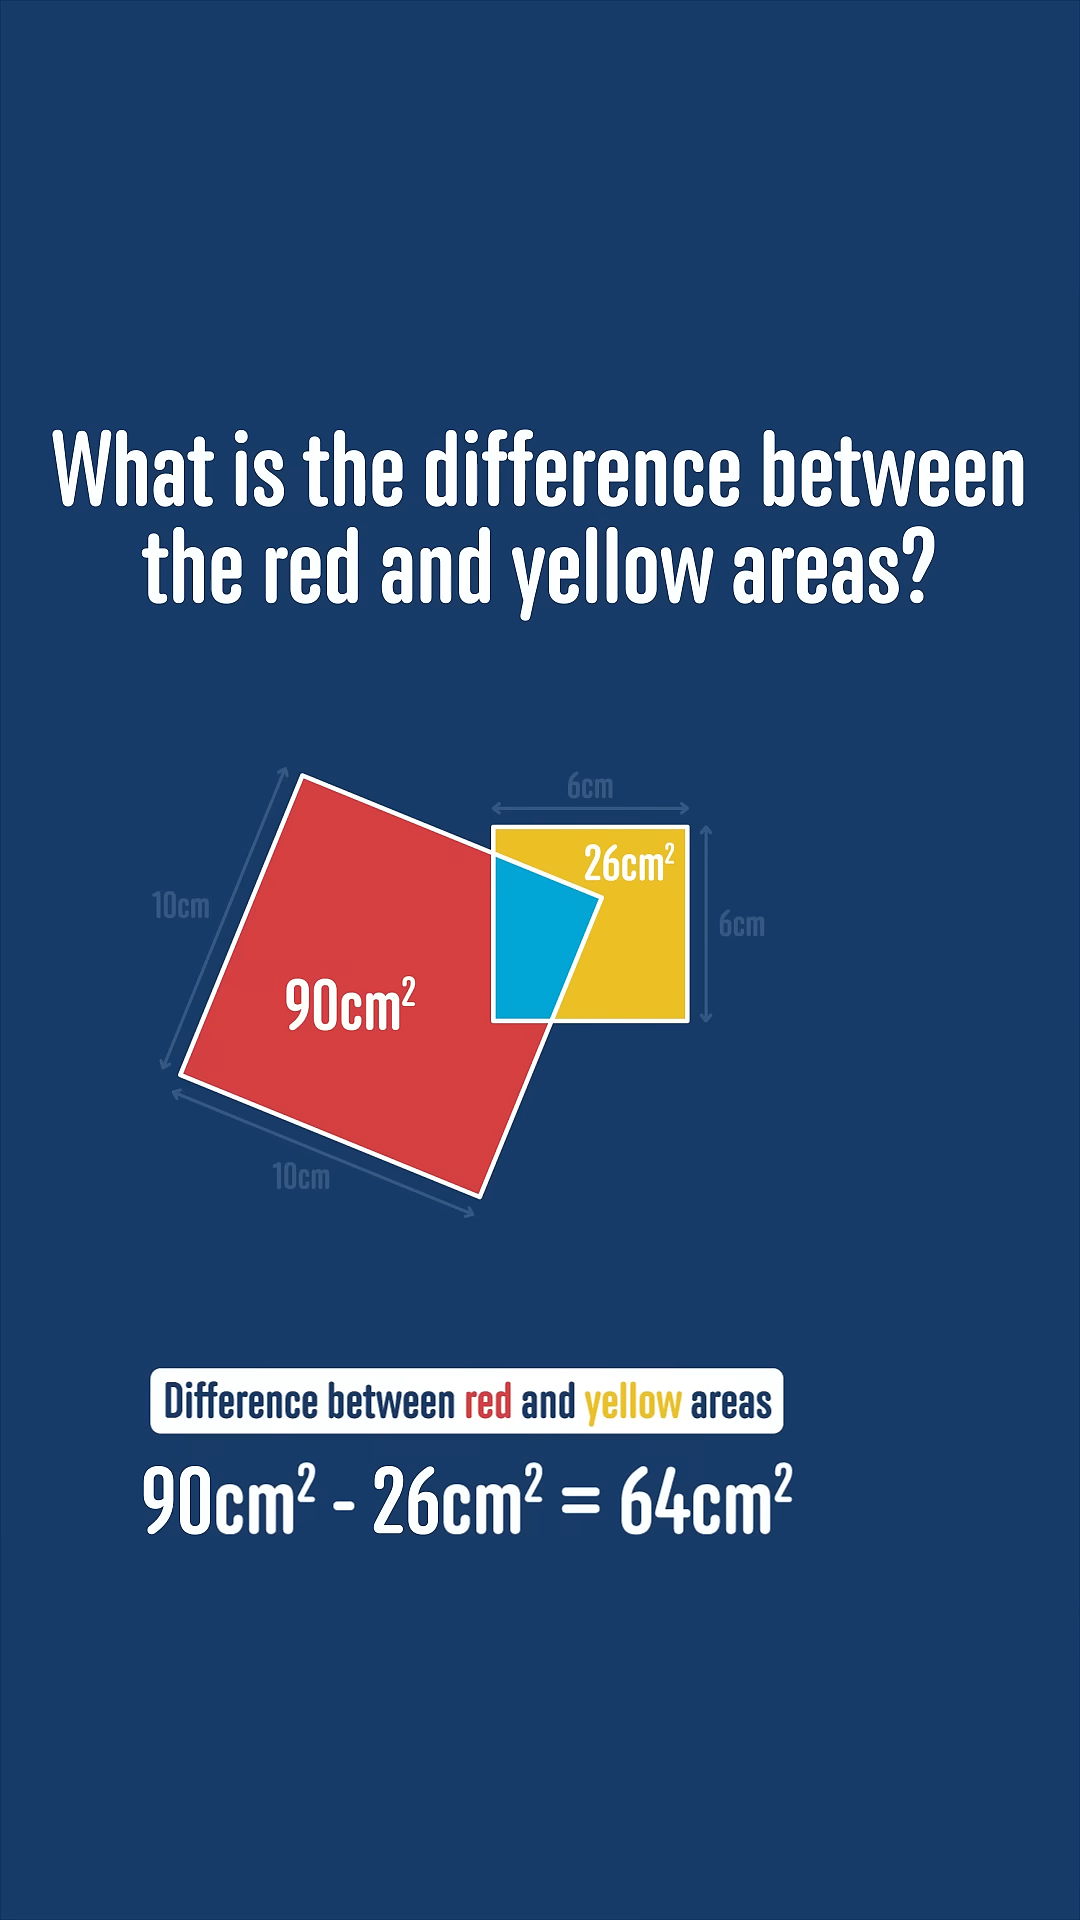 What is the difference between
the red and yellow areas?
6cm
26cm²
10cm
6cm
90cm²
10cm
Difference between red and yellow areas
90cm² - 26cm² = 64cm²